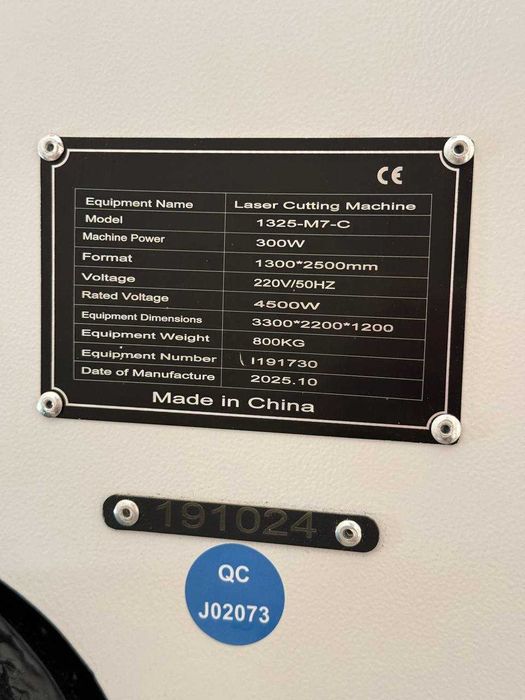 CE
Equipment Name Laser Cutting Machine
Model 1325-M7-C
Machine Power 300W
Format 1300*2500mm
Voltage 220V/50HZ
Rated Voltage 4500W
Equipment Dimensions 3300*2200*1200
Equipment Weight 800KG
Equipment Number I191730
Date of Manufacture 2025.10
Made in China
191024
QC
J02073